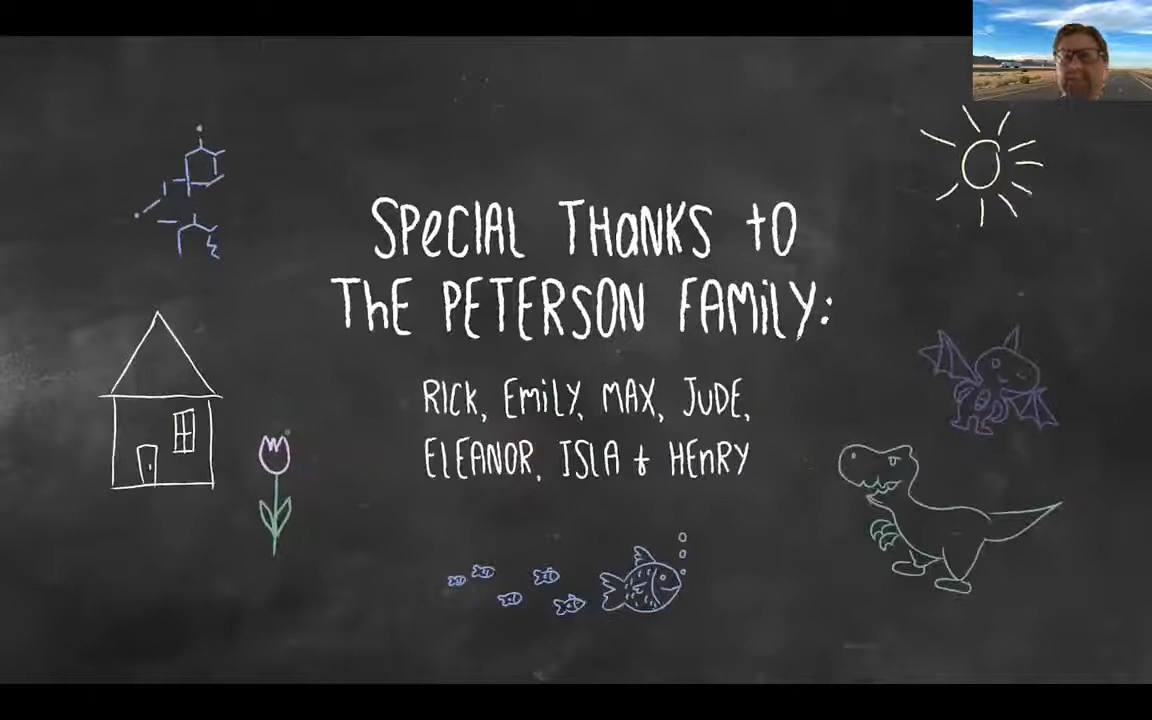 SPECIAL THANKS TO
THE PETERSON FAMILY:
RICK, EMILY, MAX, JUDE,
ELEANOR, ISLA & HENRY